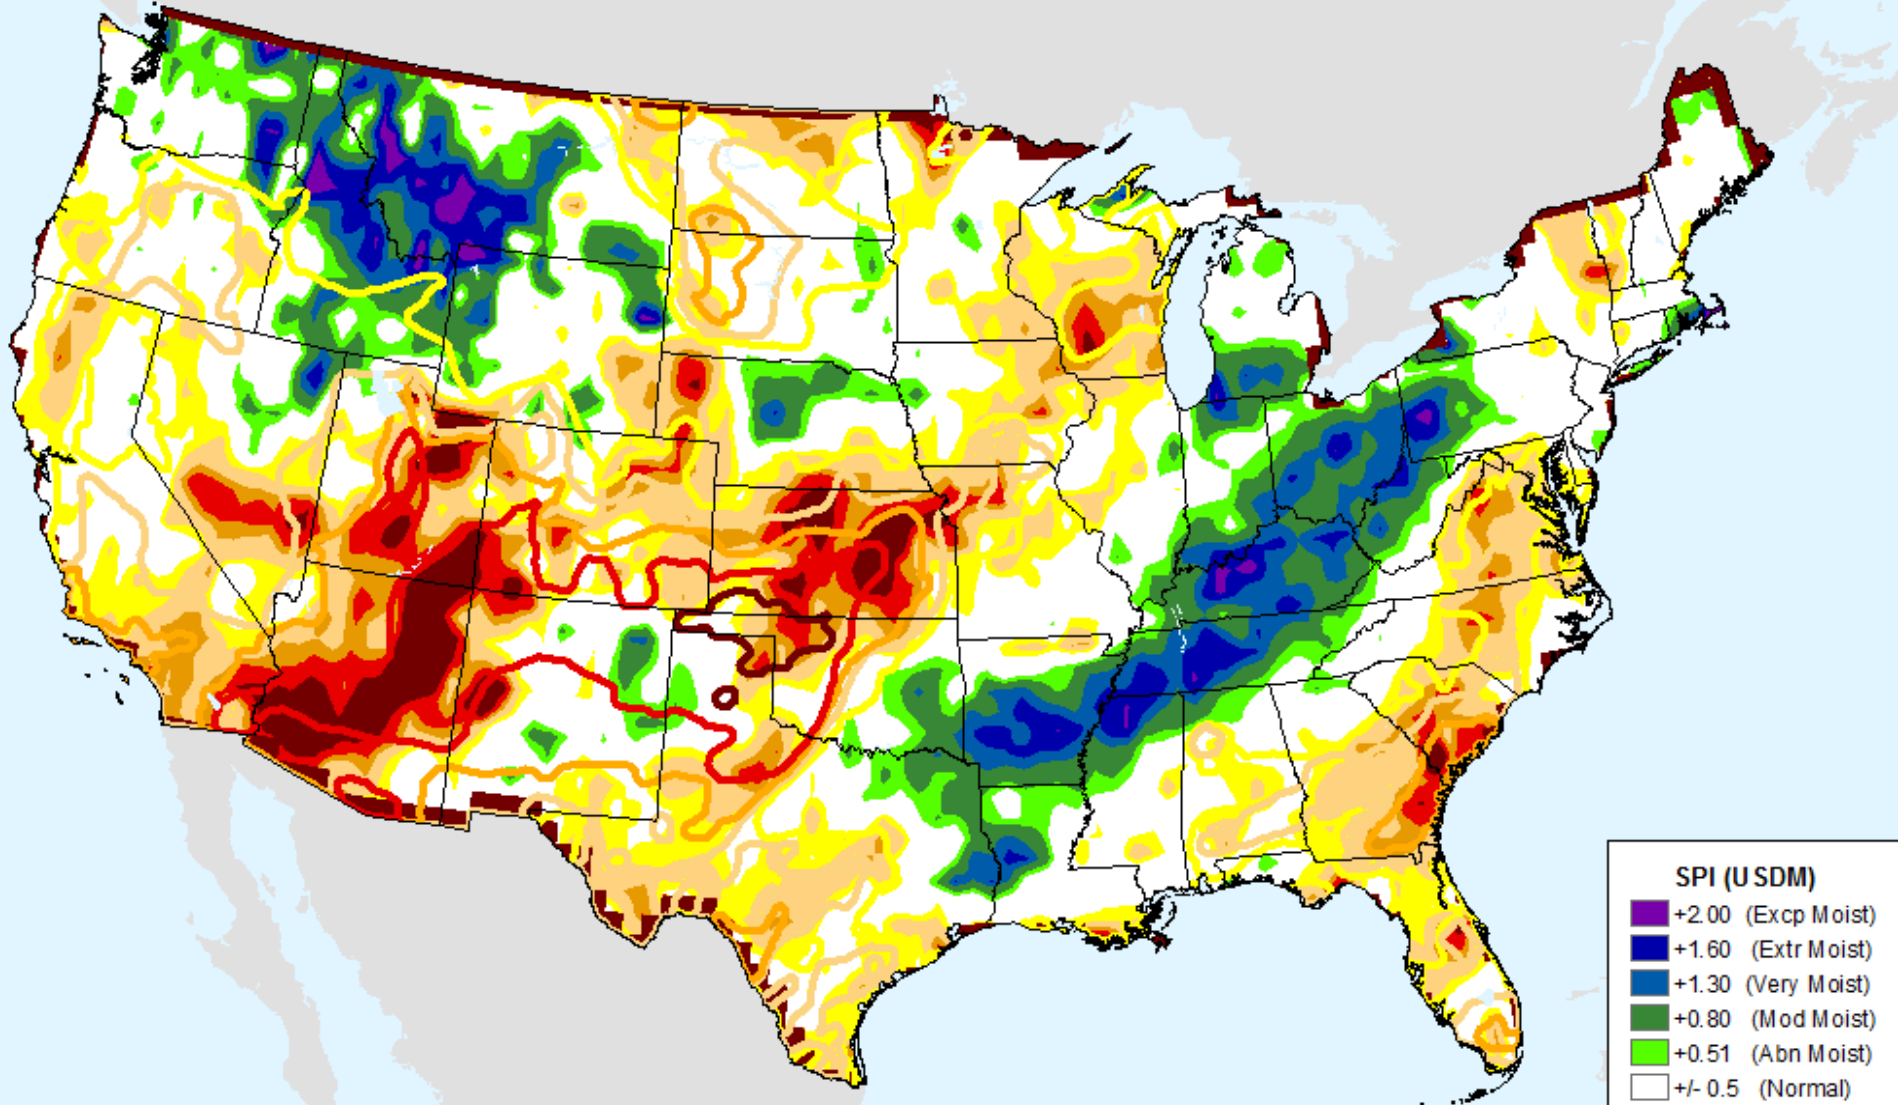 SPI (USDM)
+2.00 (Excp Moist)
+1.60 (Extr Moist)
+1.30 (Very Moist)
+0.80 (Mod Moist)
+0.51 (Abn Moist)
+/- 0.5 (Normal)